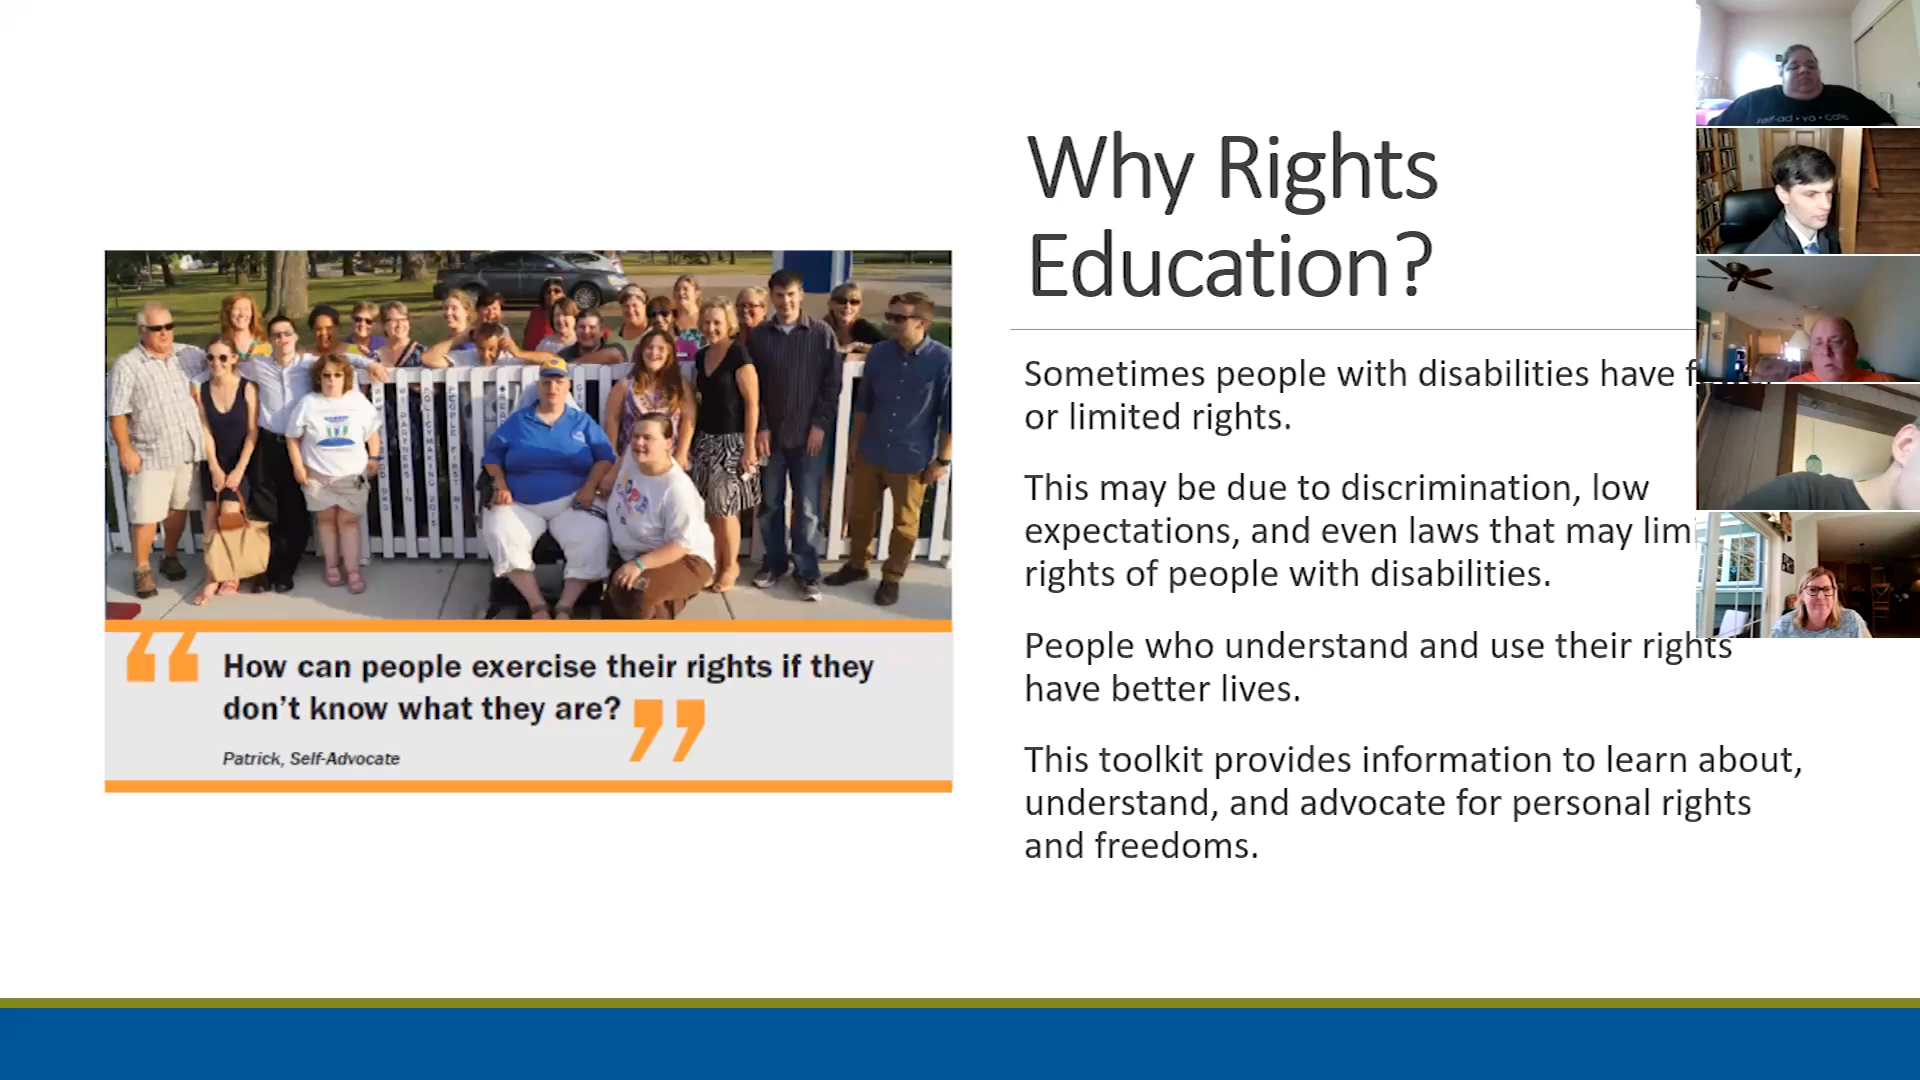 Why Rights
Education?
Sometimes people with disabilities have
or limited rights.
This may be due to discrimination, low
expectations, and even laws that may
rights of people with disabilities.
People who understand and use their rights
have better lives.
This toolkit provides information to learn about,
understand, and advocate for personal rights
and freedoms.
How can people exercise their rights if they
don't know what they are?
Patrick, Self-Advocate